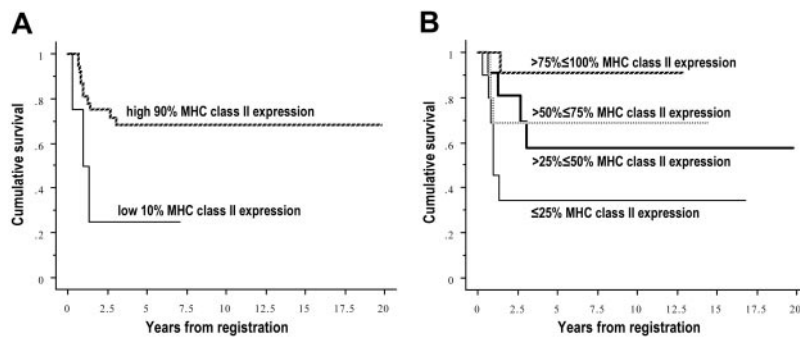 A
Cumulative survival
1
.8
.6
.4
.2
0
high 90% MHC class II expression
low 10% MHC class II expression
0 2.5 5 7.5 10 12.5 15 17.5 20
Years from registration
B
Cumulative survival
1
.8
.6
.4
.2
0
>75%≤100% MHC class II expression
>50%≤75% MHC class II expression
>25%≤50% MHC class II expression
≤25% MHC class II expression
0 2.5 5 7.5 10 12.5 15 17.5 20
Years from registration